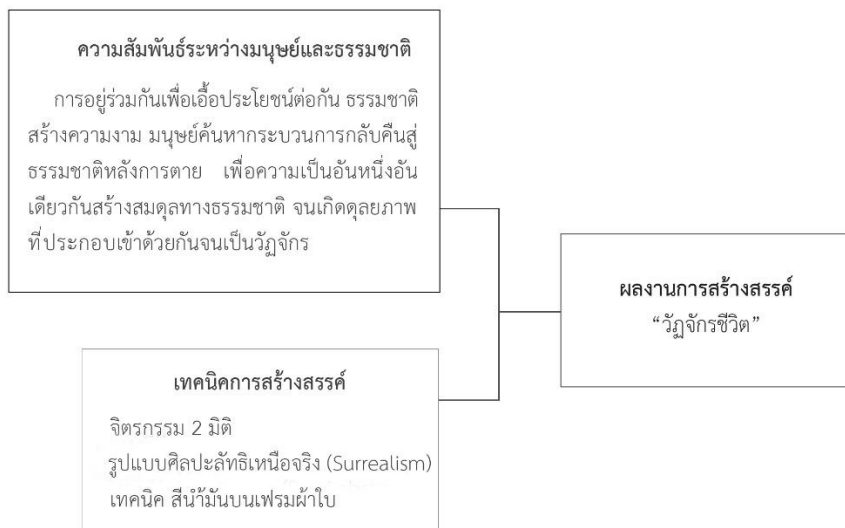 ความสัมพันธ์ระหว่างมนุษย์และธรรมชาติ
การอยู่ร่วมกันเพื่อเอื้อประโยชน์ต่อกัน ธรรมชาติ
สร้างความงาม มนุษย์ค้นหากระบวนการกลับคืนสู่
ธรรมชาติหลังการตาย เพื่อความเป็นอันหนึ่งอัน
เดียวกันสร้างสมดุลทางธรรมชาติ จนเกิดดุลยภาพ
ที่ประกอบเข้าด้วยกันจนเป็นวัฏจักร
เทคนิคการสร้างสรรค์
จิตรกรรม 2 มิติ
รูปแบบศิลปะลัทธิเหนือจริง (Surrealism)
เทคนิค สีน้ำมันบนเฟรมผ้าใบ
ผลงานการสร้างสรรค์
“วัฏจักรชีวิต”